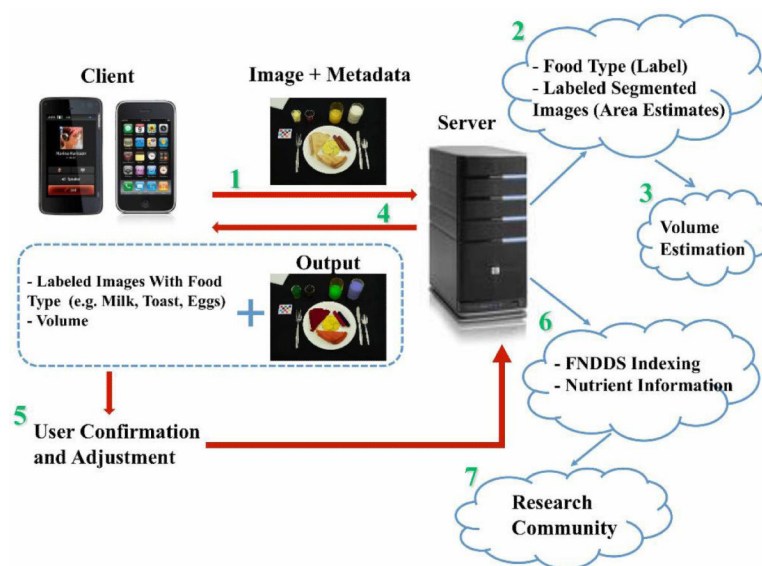 Client
Image + Metadata
Server
2
- Food Type (Label)
- Labeled Segmented
Images (Area Estimates)
1
4
3
Volume
Estimation
- Labeled Images With Food
Type (e.g. Milk, Toast, Eggs)
- Volume
+
Output
6
- FNDDS Indexing
- Nutrient Information
5
User Confirmation
and Adjustment
7
Research
Community